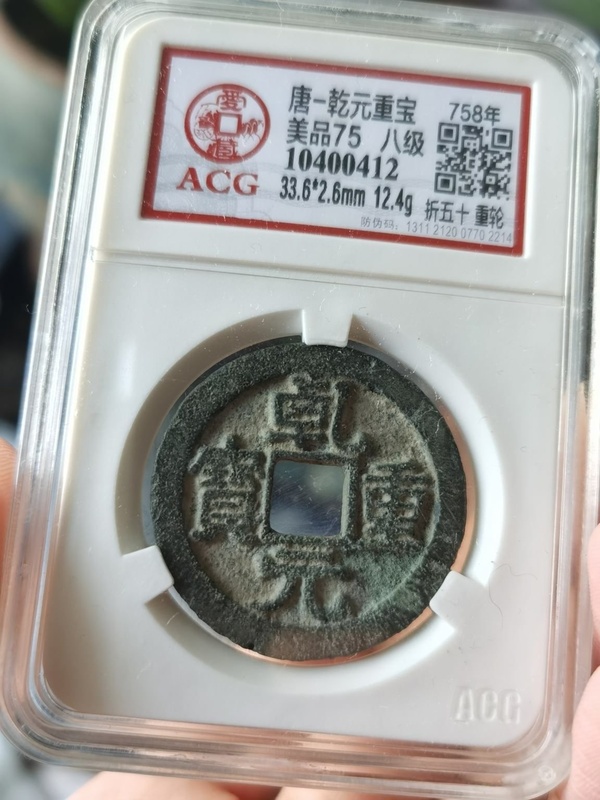 愛藏
ACG
唐-乾元重宝 758年
美品75 八级
10400412
33.6*2.6mm 12.4g 折五十 重轮
防伪码：1311 2120 0770 2214
乾
寶 重
元
ACG